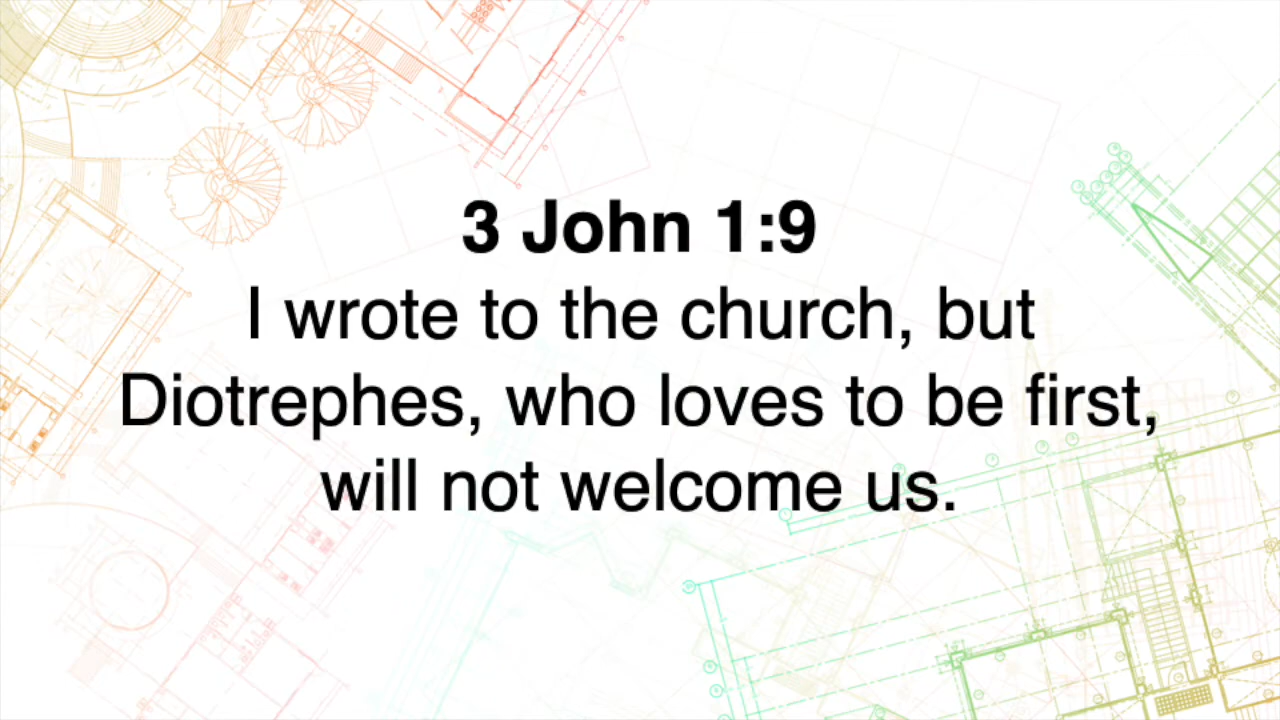 3 John 1:9
I wrote to the church, but
Diotrephes, who loves to be first,
will not welcome us.